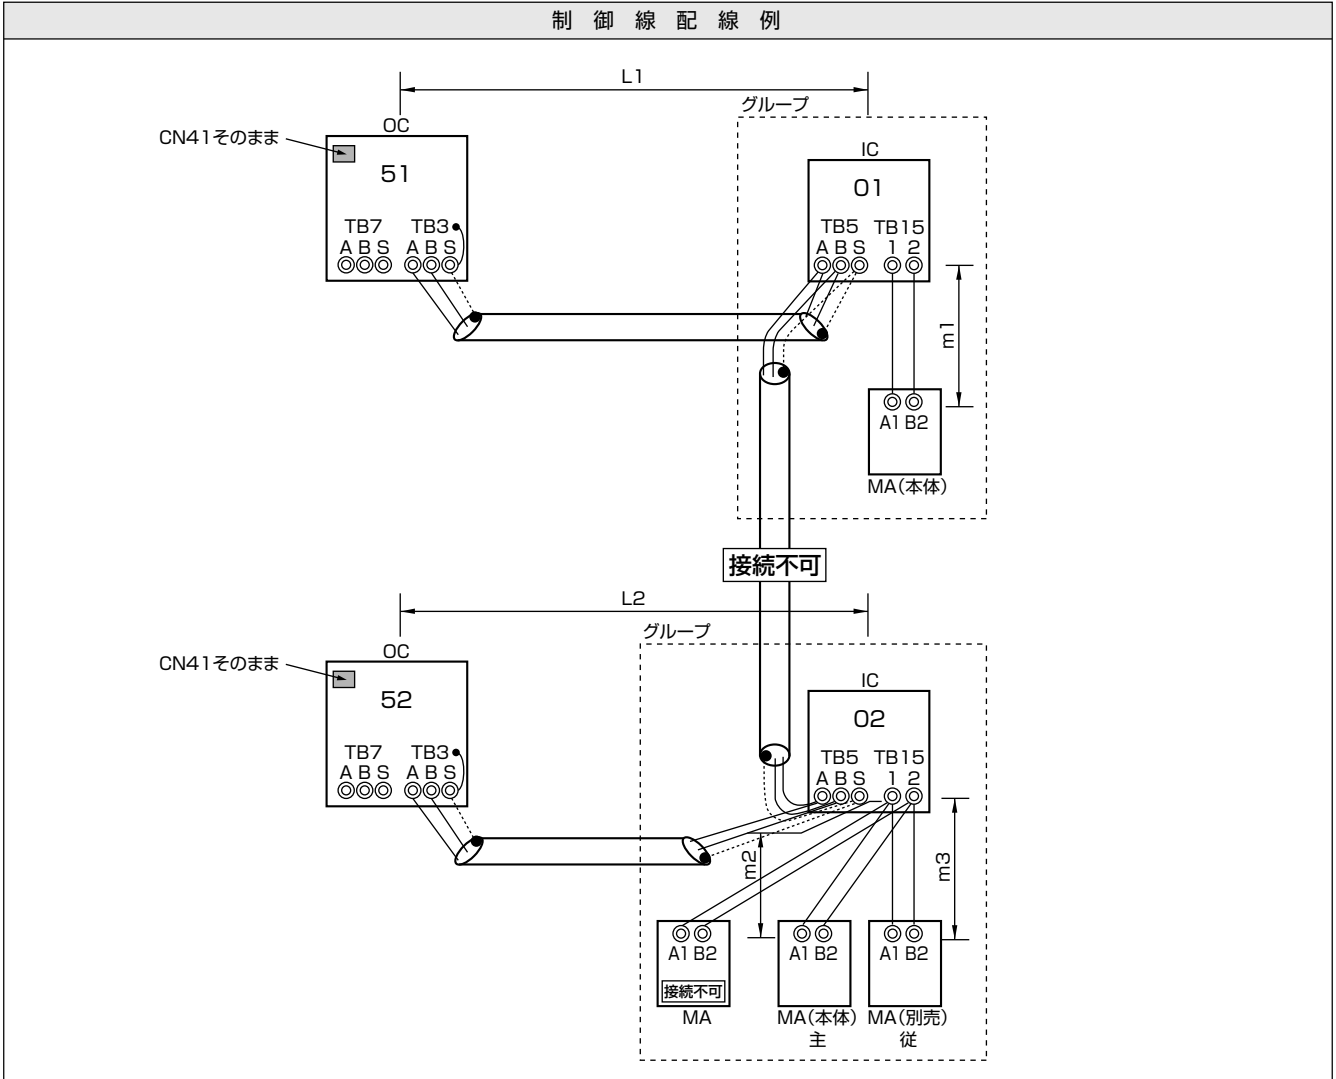 制 御 線 配 線 例
L1
グループ
OC
CN41そのまま
51
TB7 TB3
A B S A B S
IC
01
TB5 TB15
A B S 1 2
m1
A1 B2
MA(本体)
接続不可
L2
グループ
OC
CN41そのまま
52
TB7 TB3
A B S A B S
IC
02
TB5 TB15
A B S 1 2
m2
m3
A1 B2
接続不可
MA
A1 B2
MA(本体)
主
A1 B2
MA(別売)
従